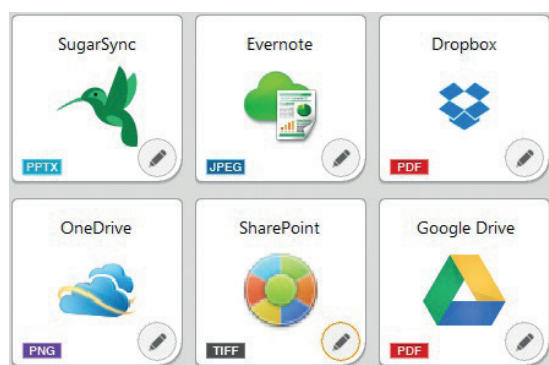 SugarSync
PPTX
Evernote
JPEG
Dropbox
PDF
OneDrive
PNG
SharePoint
TIFF
Google Drive
PDF